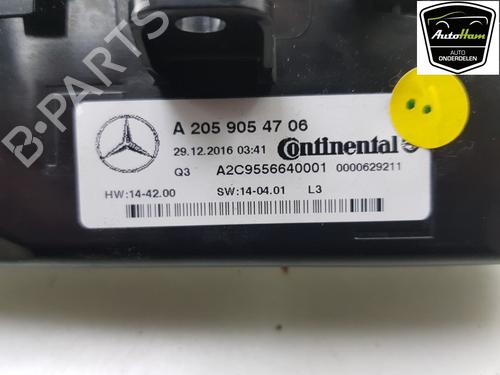 AutoHam
AUTO
ONDERDELEN
B-PARTS
A 205 905 47 06
29.12.2016 03:41 Continental
Q3 A2C9556640001 0000629211
HW:14-42.00 SW:14-04.01 L3